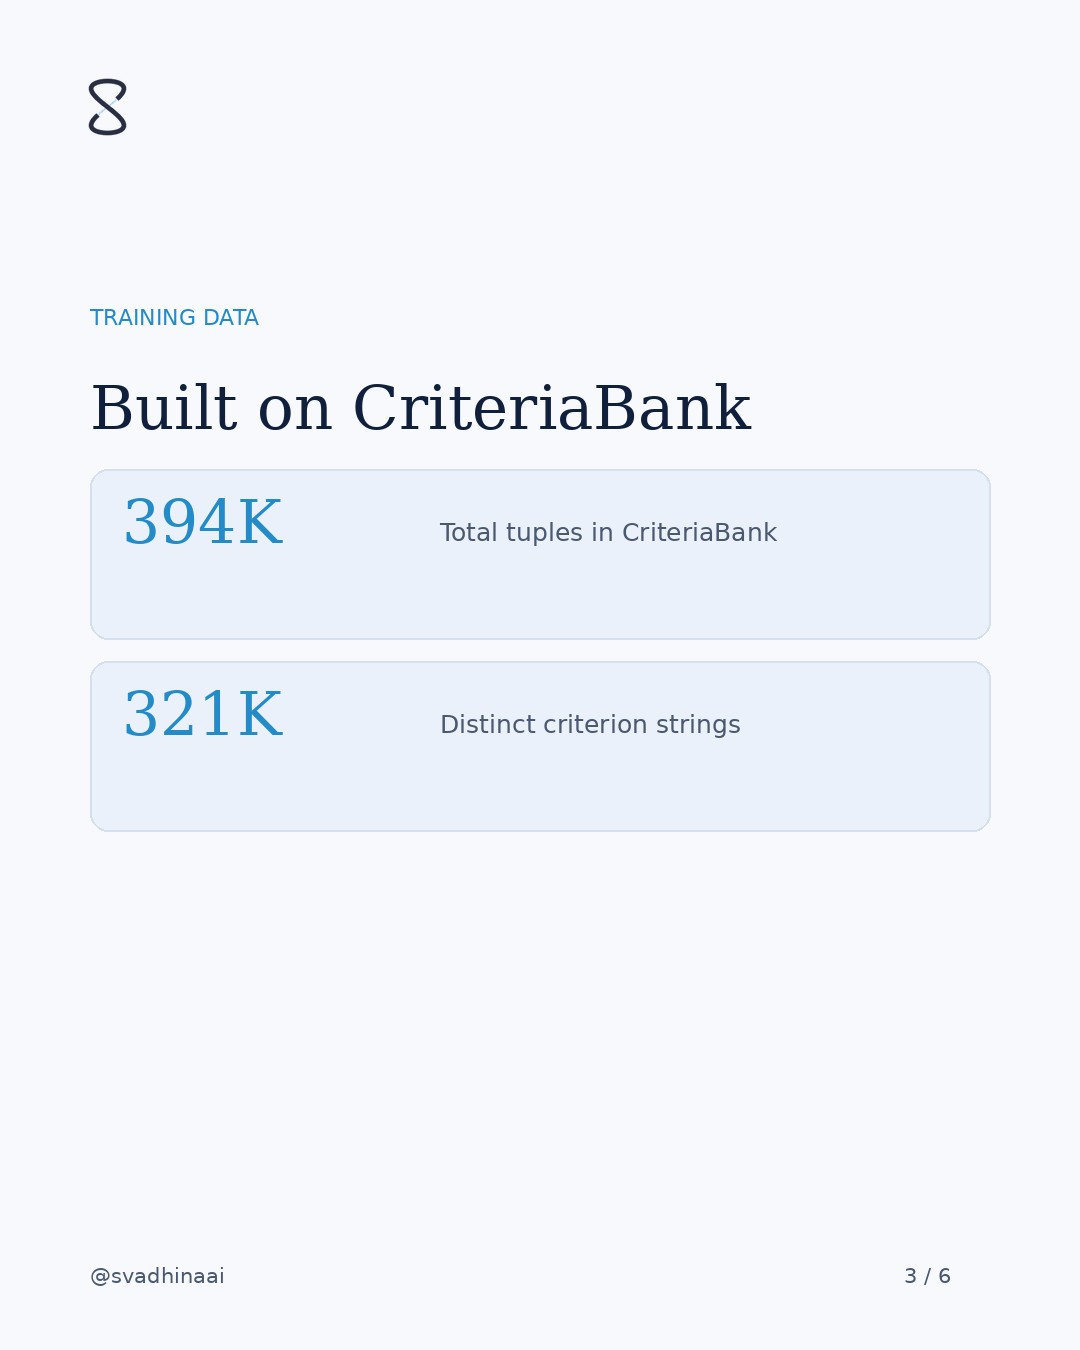 TRAINING DATA
Built on CriteriaBank
394K
Total tuples in CriteriaBank
321K
Distinct criterion strings
@svadhinaai
3 / 6